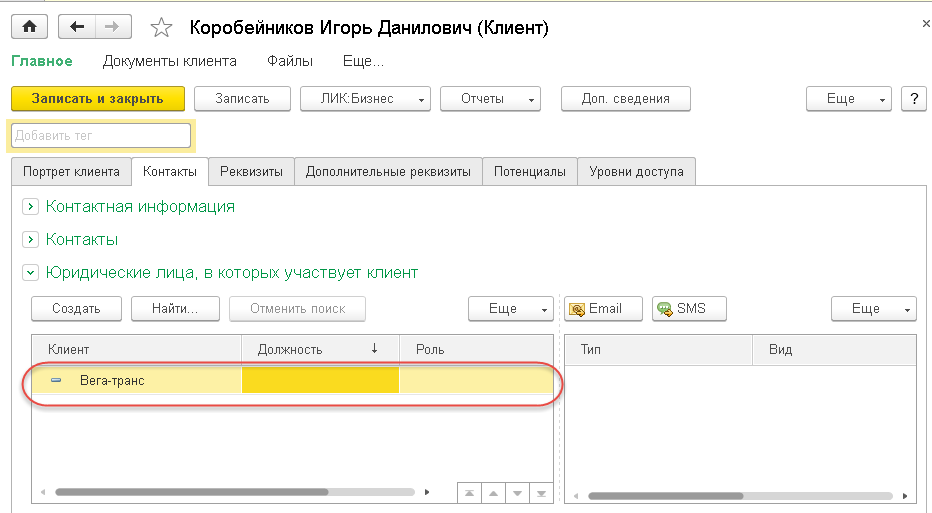 Коробейников Игорь Данилович (Клиент)
Главное Документы клиента Файлы Еще...
Записать и закрыть Записать ЛИК:Бизнес Отчеты Доп. сведения Еще ?
Добавить тег
Портрет клиента Контакты Реквизиты Дополнительные реквизиты Потенциалы Уровни доступа
Контактная информация
Контакты
Юридические лица, в которых участвует клиент
Создать Найти... Отменить поиск Еще Email SMS Еще
Клиент Должность ↓ Роль Тип Вид
Вега-транс